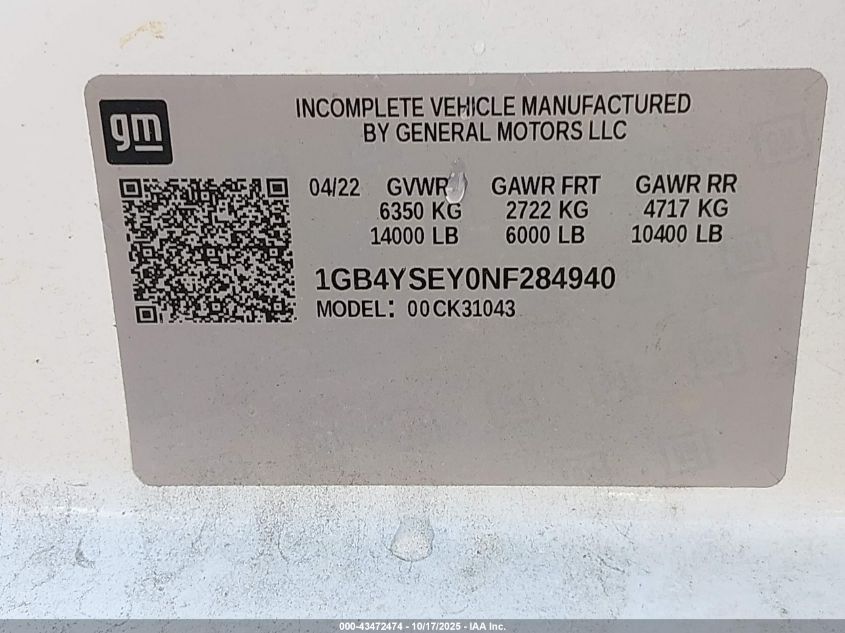 gm
INCOMPLETE VEHICLE MANUFACTURED
BY GENERAL MOTORS LLC
04/22 GVWR GAWR FRT GAWR RR
6350 KG 2722 KG 4717 KG
14000 LB 6000 LB 10400 LB
1GB4YSEY0NF284940
MODEL: 00CK31043
000-43472474 - 10/17/2025 - IAA Inc.